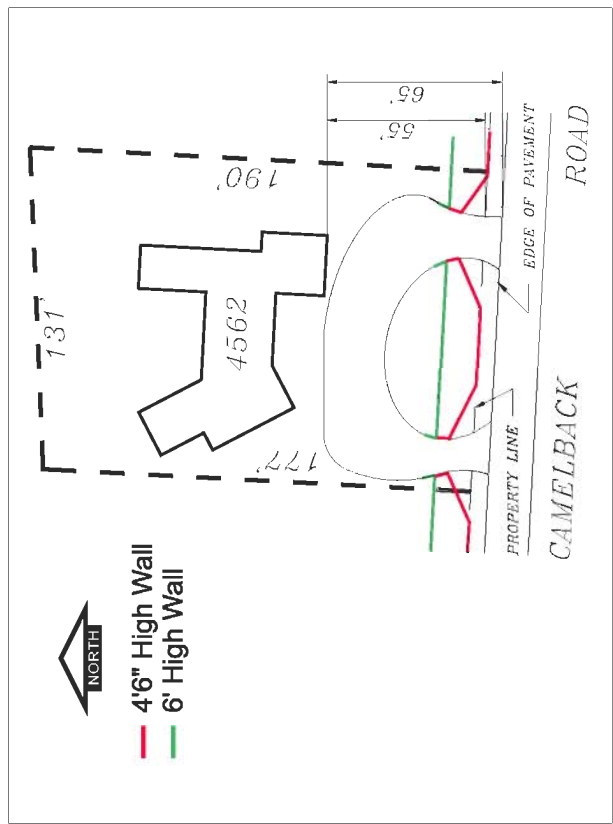 131'
190'
177'
4562
65'
55'
EDGE OF PAVEMENT
PROPERTY LINE
CAMELBACK ROAD
NORTH
4'6" High Wall
6' High Wall